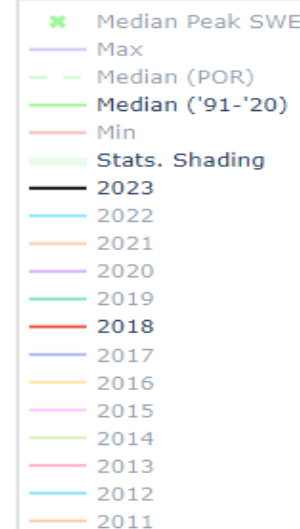 Median Peak SWE
Max
Median (POR)
Median ('91-'20)
Min
Stats. Shading
2023
2022
2021
2020
2019
2018
2017
2016
2015
2014
2013
2012
2011